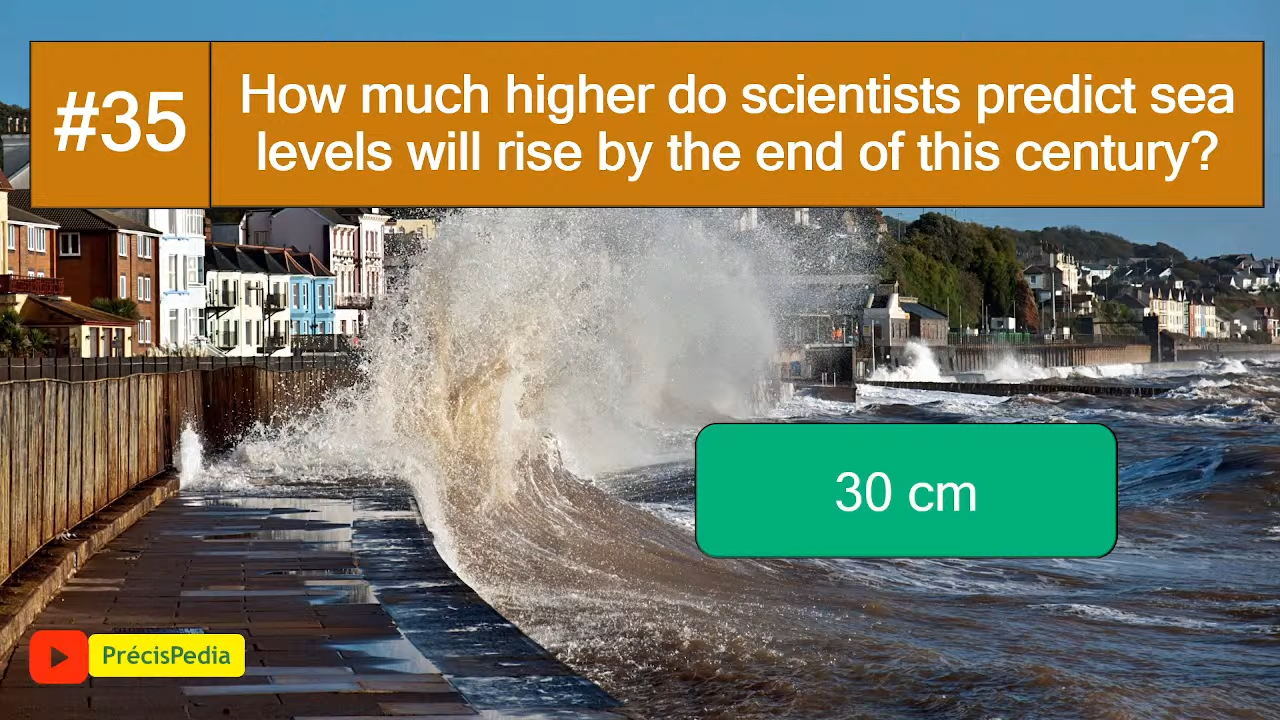 #35
How much higher do scientists predict sea
levels will rise by the end of this century?
30 cm
PrécisPedia